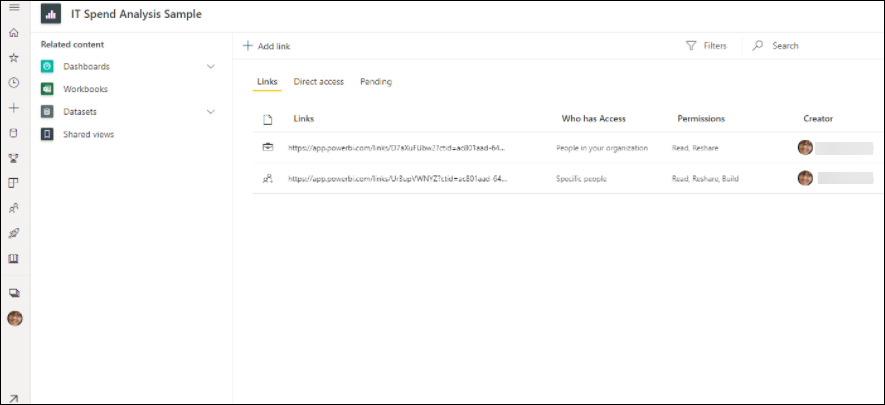 IT Spend Analysis Sample
Related content
Dashboards
Workbooks
Datasets
Shared views
Add link
Filters
Search
Links Direct access Pending
Links Who has Access Permissions Creator
https://app.powerbi.com/links/D7aXuFUbw2?ctid=ac801aad-64... People in your organization Read, Reshare
https://app.powerbi.com/links/Ur3upVWNYZ?ctid=ac801aad-64... Specific people Read, Reshare, Build